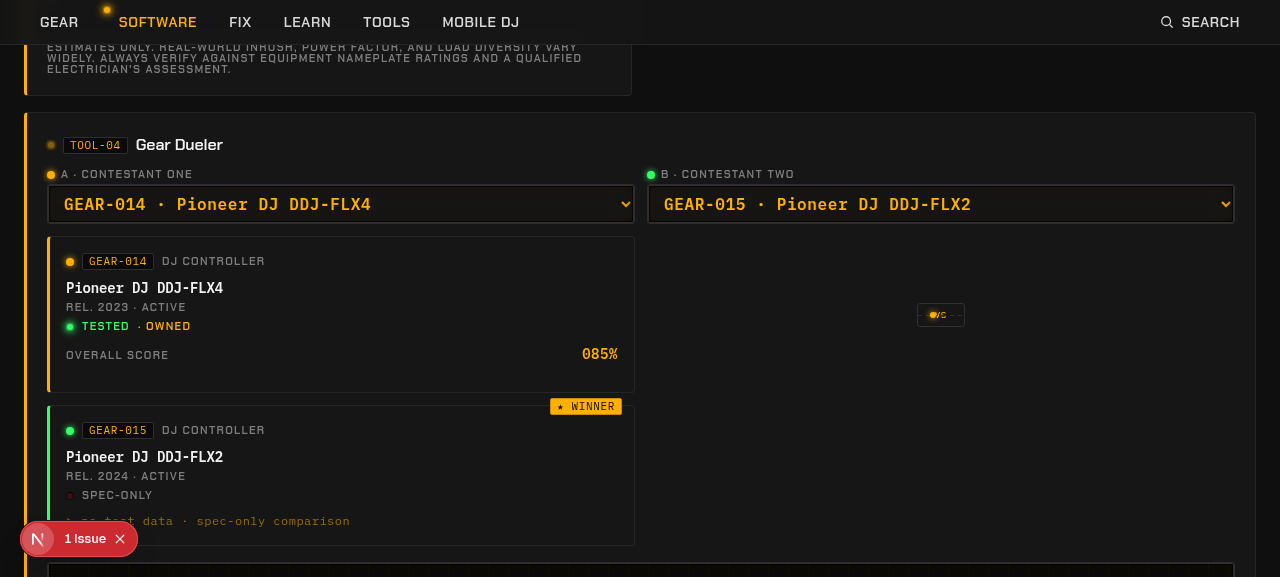 GEAR
SOFTWARE
FIX
LEARN
TOOLS
MOBILE DJ
SEARCH
ESTIMATES ONLY. REAL-WORLD INRUSH, POWER FACTOR, AND LOAD DIVERSITY VARY
WIDELY. ALWAYS VERIFY AGAINST EQUIPMENT NAMEPLATE RATINGS AND A QUALIFIED
ELECTRICIAN'S ASSESSMENT.
TOOL-04 Gear Dueler
A · CONTESTANT ONE
B · CONTESTANT TWO
GEAR-014 · Pioneer DJ DDJ-FLX4
GEAR-015 · Pioneer DJ DDJ-FLX2
GEAR-014 DJ CONTROLLER
Pioneer DJ DDJ-FLX4
REL. 2023 · ACTIVE
TESTED · OWNED
OVERALL SCORE 085%
VS
★ WINNER
GEAR-015 DJ CONTROLLER
Pioneer DJ DDJ-FLX2
REL. 2024 · ACTIVE
SPEC-ONLY
data · spec-only comparison
N 1 Issue